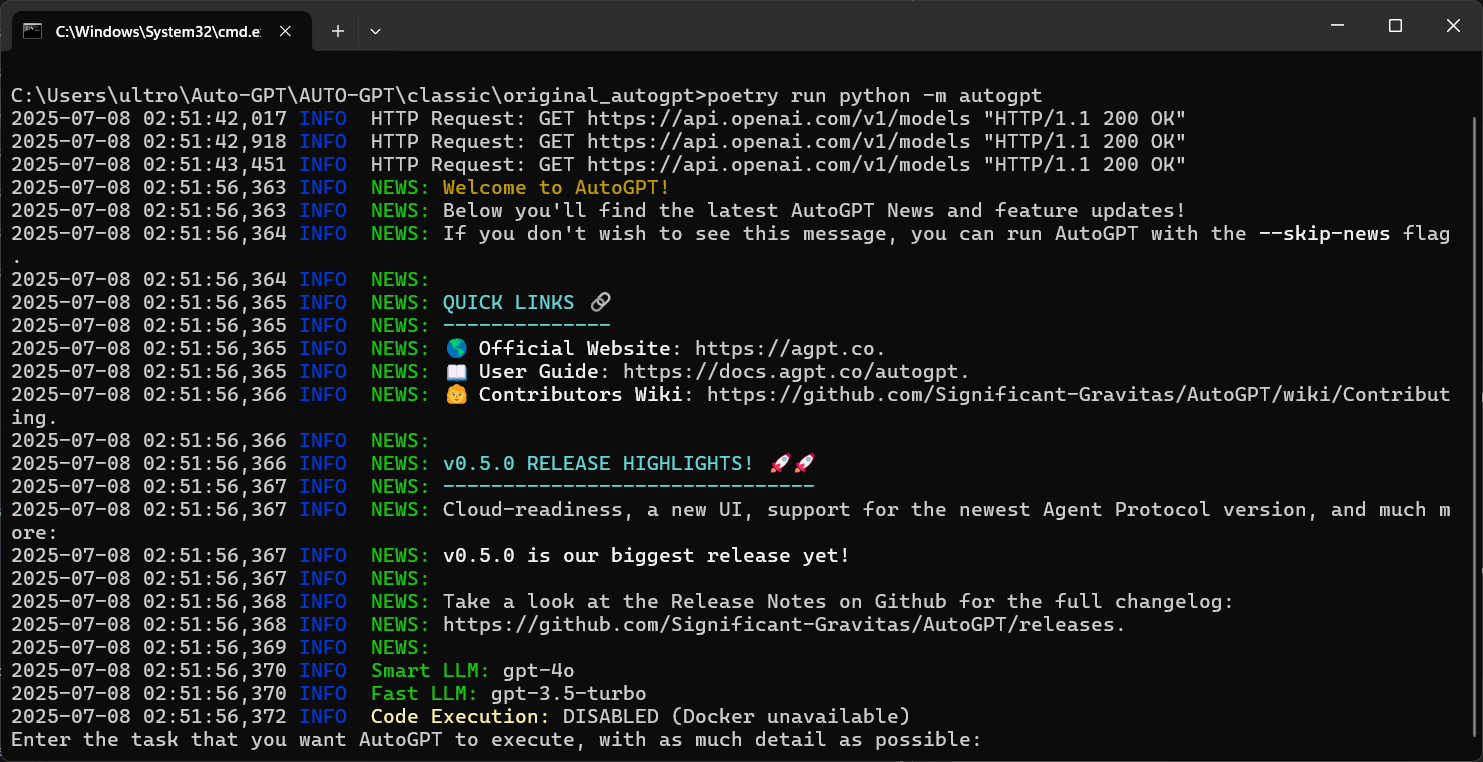 C:\Windows\System32\cmd.e
C:\Users\ultro\Auto-GPT\AUTO-GPT\classic\original_autogpt>poetry run python -m autogpt
2025-07-08 02:51:42,017 INFO  HTTP Request: GET https://api.openai.com/v1/models "HTTP/1.1 200 OK"
2025-07-08 02:51:42,918 INFO  HTTP Request: GET https://api.openai.com/v1/models "HTTP/1.1 200 OK"
2025-07-08 02:51:43,451 INFO  HTTP Request: GET https://api.openai.com/v1/models "HTTP/1.1 200 OK"
2025-07-08 02:51:56,363 INFO  NEWS: Welcome to AutoGPT!
2025-07-08 02:51:56,363 INFO  NEWS: Below you'll find the latest AutoGPT News and feature updates!
2025-07-08 02:51:56,364 INFO  NEWS: If you don't wish to see this message, you can run AutoGPT with the --skip-news flag
.
2025-07-08 02:51:56,364 INFO  NEWS:
2025-07-08 02:51:56,365 INFO  NEWS: QUICK LINKS 🔗
2025-07-08 02:51:56,365 INFO  NEWS: --------------
2025-07-08 02:51:56,365 INFO  NEWS: 🌎 Official Website: https://agpt.co.
2025-07-08 02:51:56,365 INFO  NEWS: 📖 User Guide: https://docs.agpt.co/autogpt.
2025-07-08 02:51:56,366 INFO  NEWS: 👩 Contributors Wiki: https://github.com/Significant-Gravitas/AutoGPT/wiki/Contribut
ing.
2025-07-08 02:51:56,366 INFO  NEWS:
2025-07-08 02:51:56,366 INFO  NEWS: v0.5.0 RELEASE HIGHLIGHTS! 🚀🚀
2025-07-08 02:51:56,367 INFO  NEWS: -------------------------------
2025-07-08 02:51:56,367 INFO  NEWS: Cloud-readiness, a new UI, support for the newest Agent Protocol version, and much m
ore:
2025-07-08 02:51:56,367 INFO  NEWS: v0.5.0 is our biggest release yet!
2025-07-08 02:51:56,367 INFO  NEWS:
2025-07-08 02:51:56,368 INFO  NEWS: Take a look at the Release Notes on Github for the full changelog:
2025-07-08 02:51:56,368 INFO  NEWS: https://github.com/Significant-Gravitas/AutoGPT/releases.
2025-07-08 02:51:56,369 INFO  NEWS:
2025-07-08 02:51:56,370 INFO  Smart LLM: gpt-4o
2025-07-08 02:51:56,370 INFO  Fast LLM: gpt-3.5-turbo
2025-07-08 02:51:56,372 INFO  Code Execution: DISABLED (Docker unavailable)
Enter the task that you want AutoGPT to execute, with as much detail as possible: